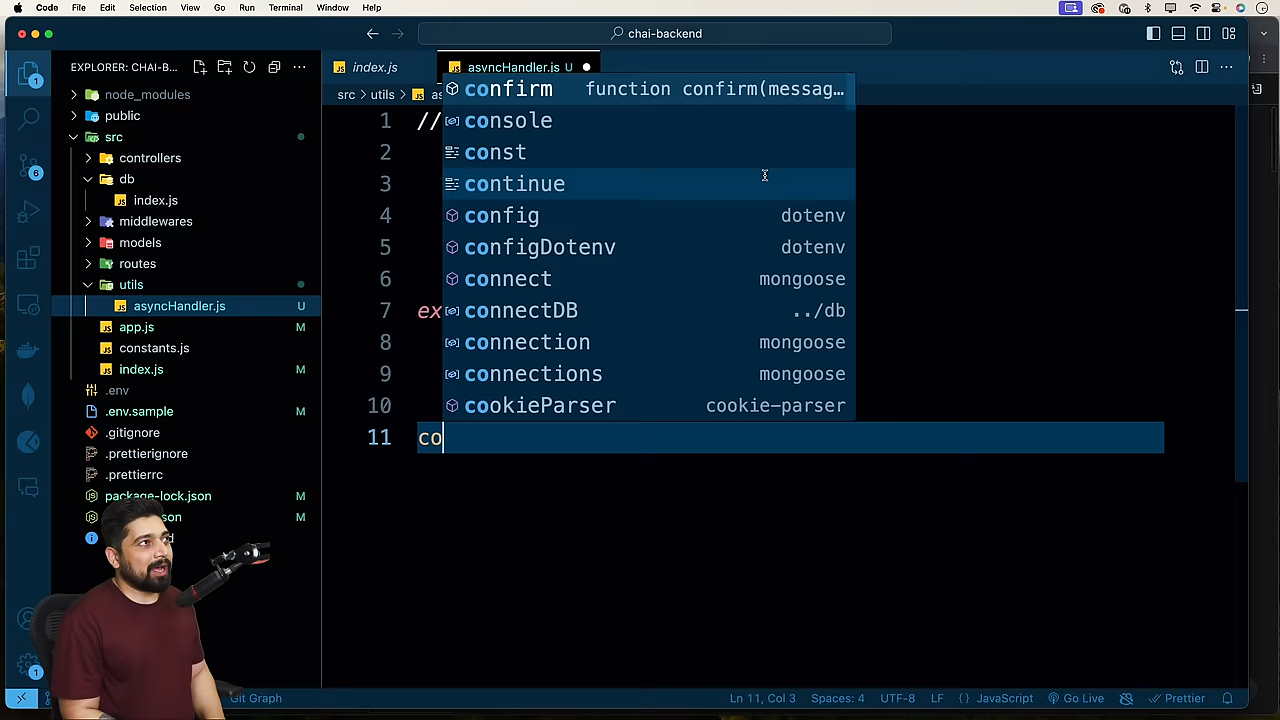 Code File Edit Selection View Go Run Terminal Window Help
chai-backend
EXPLORER: CHAI-B...
index.js
asyncHandler.js U
node_modules
public
src
controllers
db
index.js
middlewares
models
routes
utils
asyncHandler.js U
app.js M
constants.js
index.js M
.env
.env.sample M
.gitignore
.prettierignore
.prettierrc
package-lock.json M
son M
src > utils >
1 //
2
3
4
5
6
7 ex
8
9
10
11 co
confirm function confirm(messag...
console
const
continue
config dotenv
configDotenv dotenv
connect mongoose
connectDB ../db
connection mongoose
connections mongoose
cookieParser cookie-parser
1
6
1
Git Graph
Ln 11, Col 3 Spaces: 4 UTF-8 LF {} JavaScript Go Live Prettier